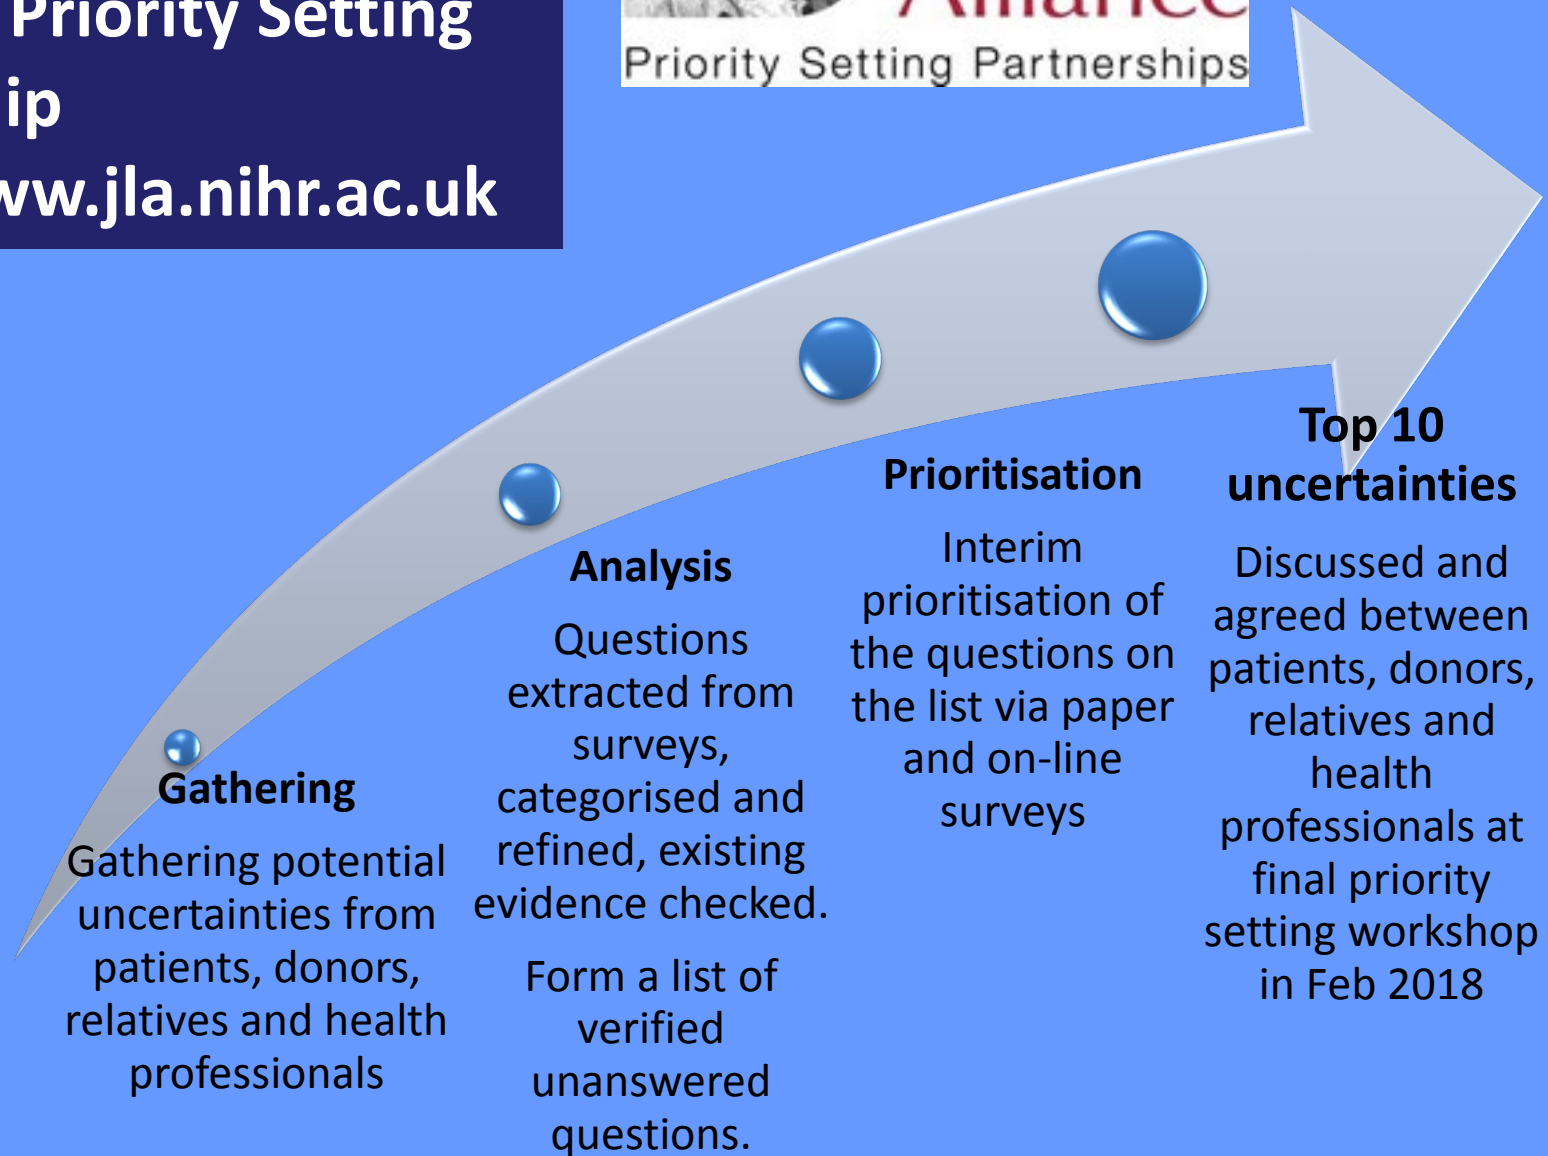 Priority Setting
ip
ww.jla.nihr.ac.uk
Alliance
Priority Setting Partnerships
Gathering
Gathering potential
uncertainties from
patients, donors,
relatives and health
professionals
Analysis
Questions
extracted from
surveys,
categorised and
refined, existing
evidence checked.
Form a list of
verified
unanswered
questions.
Prioritisation
Interim
prioritisation of
the questions on
the list via paper
and on-line
surveys
Top 10
uncertainties
Discussed and
agreed between
patients, donors,
relatives and
health
professionals at
final priority
setting workshop
in Feb 2018